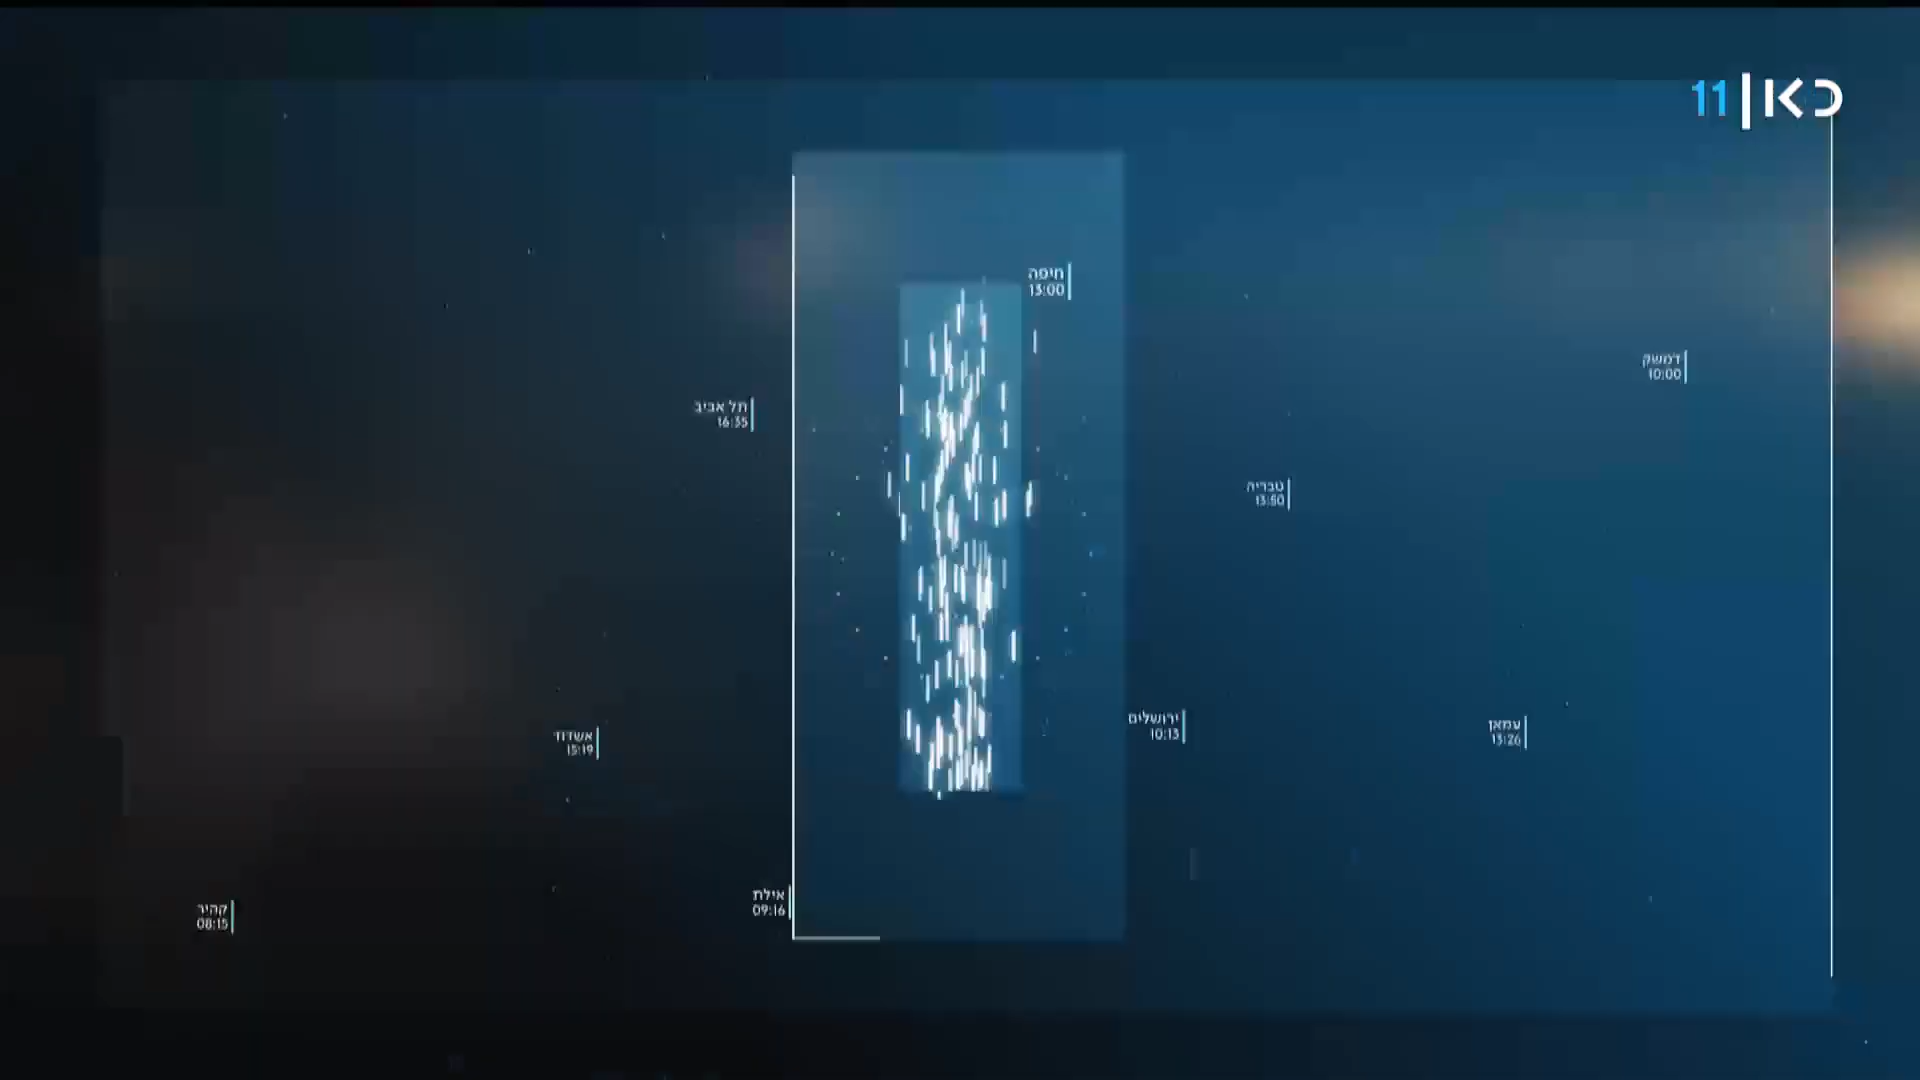 כאן 11
חיפה
13:00
דמשק
10:00
תל אביב
16:35
טבריה
13:50
ירושלים
10:13
עמאן
13:26
אשדוד
15:19
אילת
09:16
קהיר
08:15